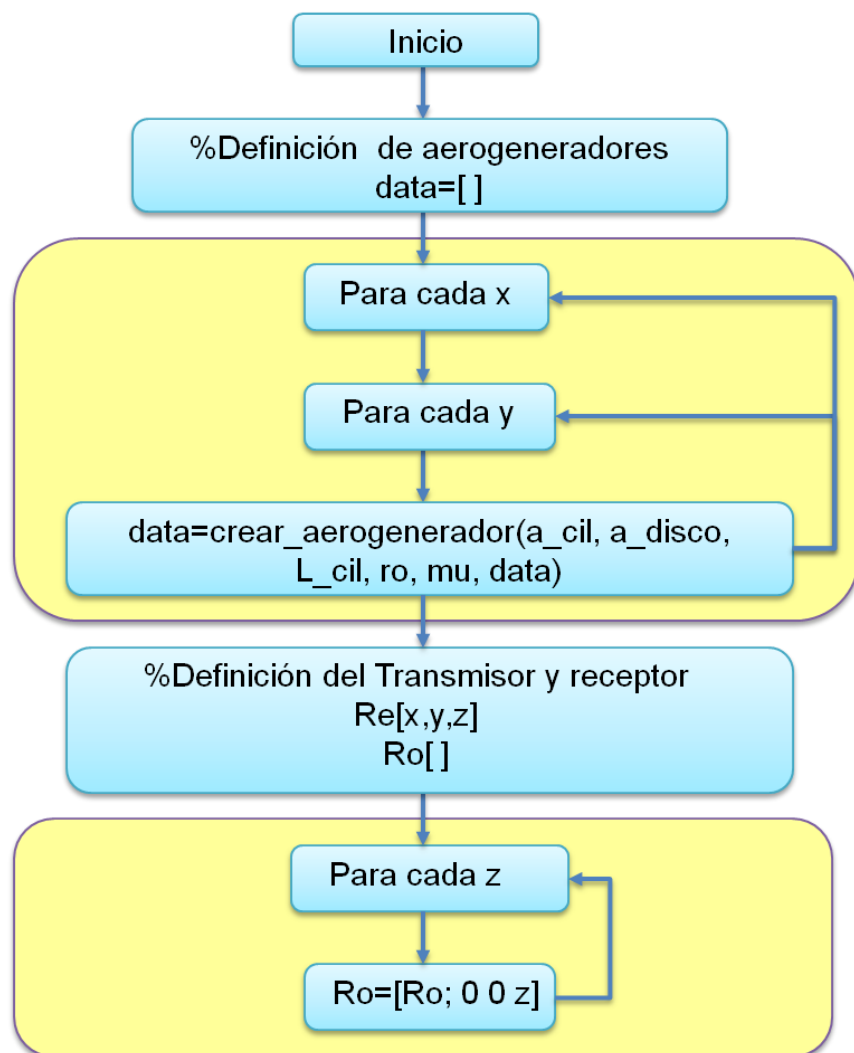 Inicio
%Definición de aerogeneradores
data=[ ]
Para cada x
Para cada y
data=crear_aerogenerador(a_cil, a_disco,
L_cil, ro, mu, data)
%Definición del Transmisor y receptor
Re[x,y,z]
Ro[ ]
Para cada z
Ro=[Ro; 0 0 z]